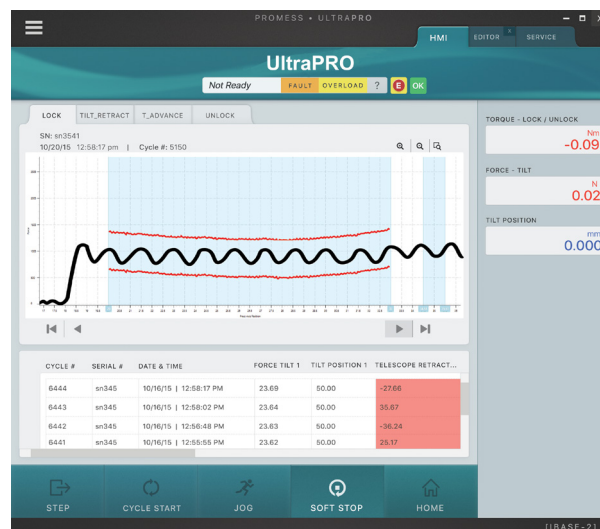 PROMESS • ULTRAPRO
HMI
EDITOR
x
SERVICE
UltraPRO
Not Ready
FAULT
OVERLOAD
?
E
OK
LOCK
TILT_RETRACT
T_ADVANCE
UNLOCK
SN: sn3541
10/20/15 12:58:17 pm | Cycle #: 5150
TORQUE - LOCK / UNLOCK
Nm
-0.09
FORCE - TILT
N
0.02
TILT POSITION
mm
0.000
CYCLE # SERIAL # DATE & TIME FORCE TILT 1 TILT POSITION 1 TELESCOPE RETRACT...
6444 sn345 10/16/15 | 12:58:17 PM 23.69 50.00 -27.66
6443 sn345 10/16/15 | 12:58:02 PM 23.64 50.00 35.67
6442 sn345 10/16/15 | 12:56:48 PM 23.63 50.00 -36.24
6441 sn345 10/16/15 | 12:55:55 PM 23.62 50.00 25.17
STEP
CYCLE START
JOG
SOFT STOP
HOME
[IBASE-2]